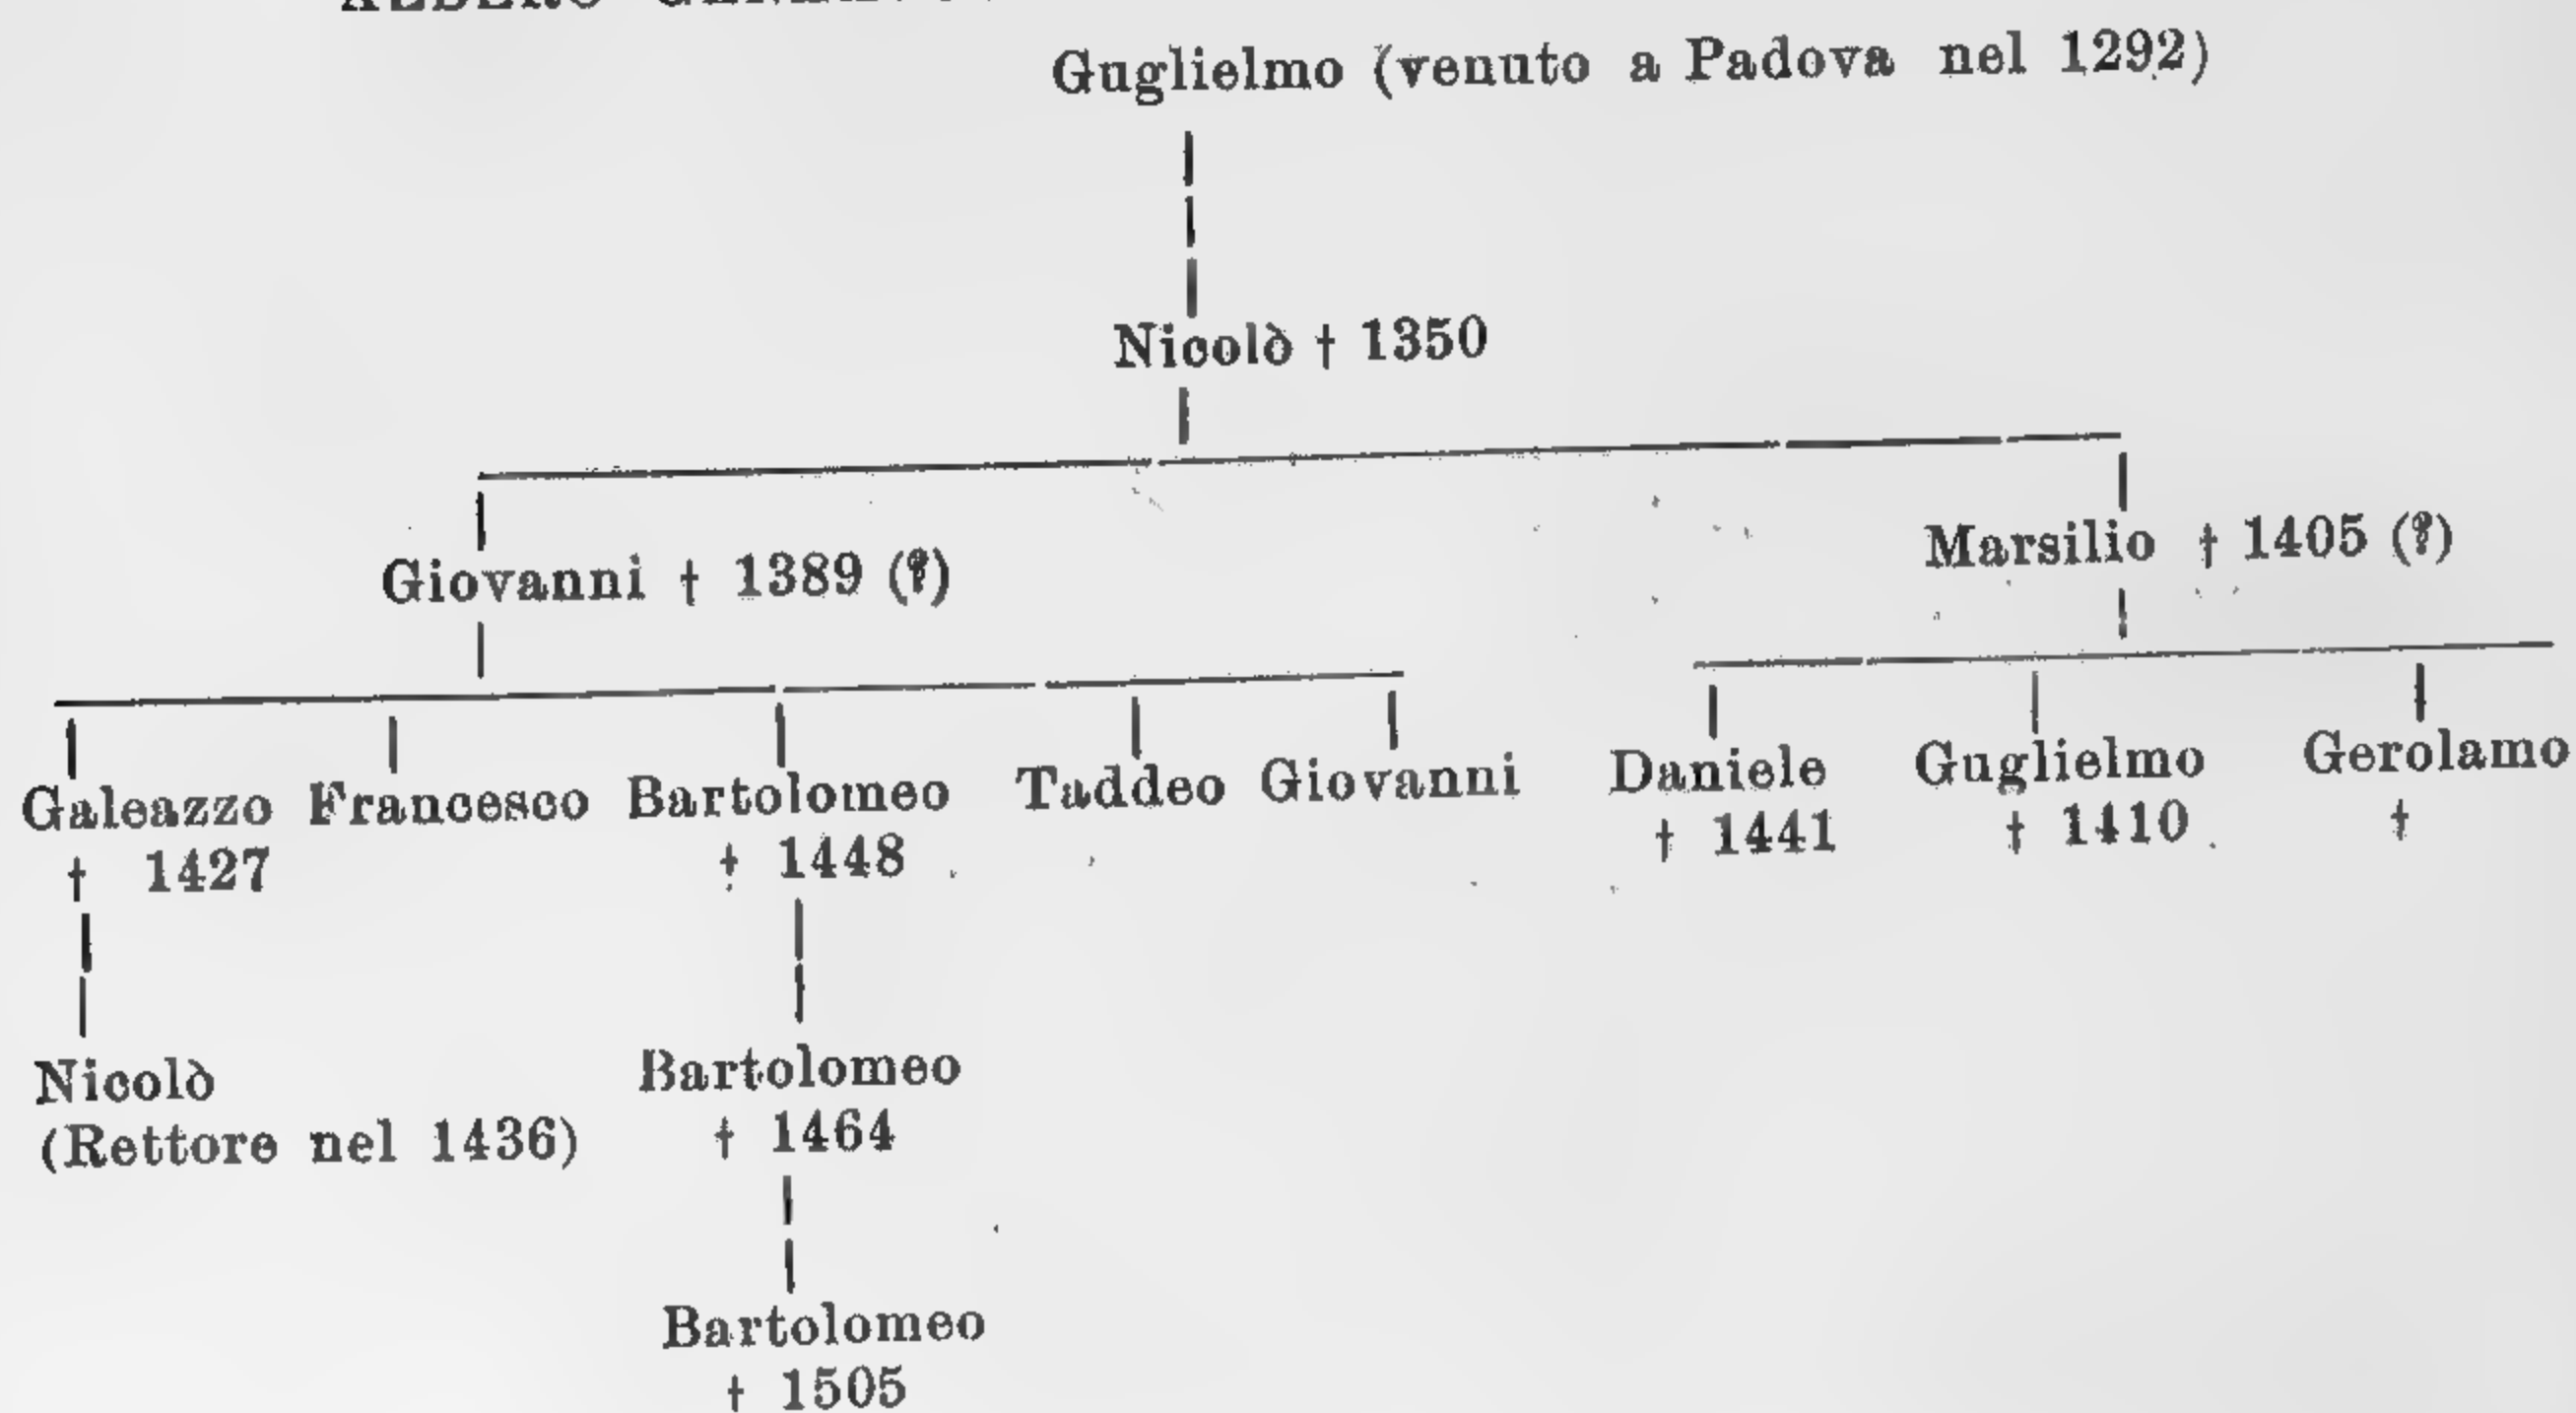 Guglielmo (venuto a Padova nel 1292)
Nicolò † 1350
Giovanni † 1389 (?)
Marsilio † 1405 (?)
Galeazzo Francesco Bartolomeo Taddeo Giovanni Daniele Guglielmo Gerolamo
† 1427 † 1448 † 1441 † 1410 †
Nicolò
(Rettore nel 1436)
Bartolomeo
† 1464
Bartolomeo
† 1505